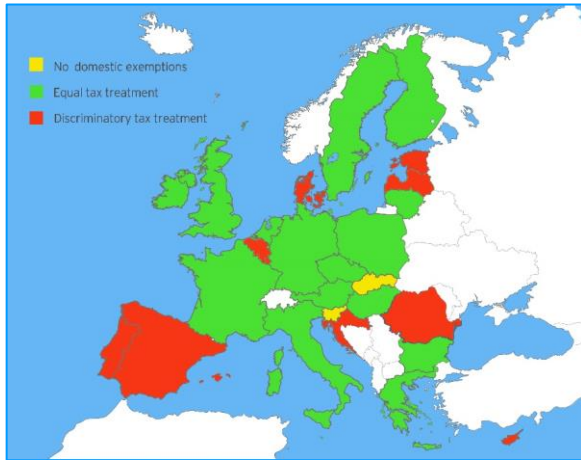 No domestic exemptions
Equal tax treatment
Discriminatory tax treatment